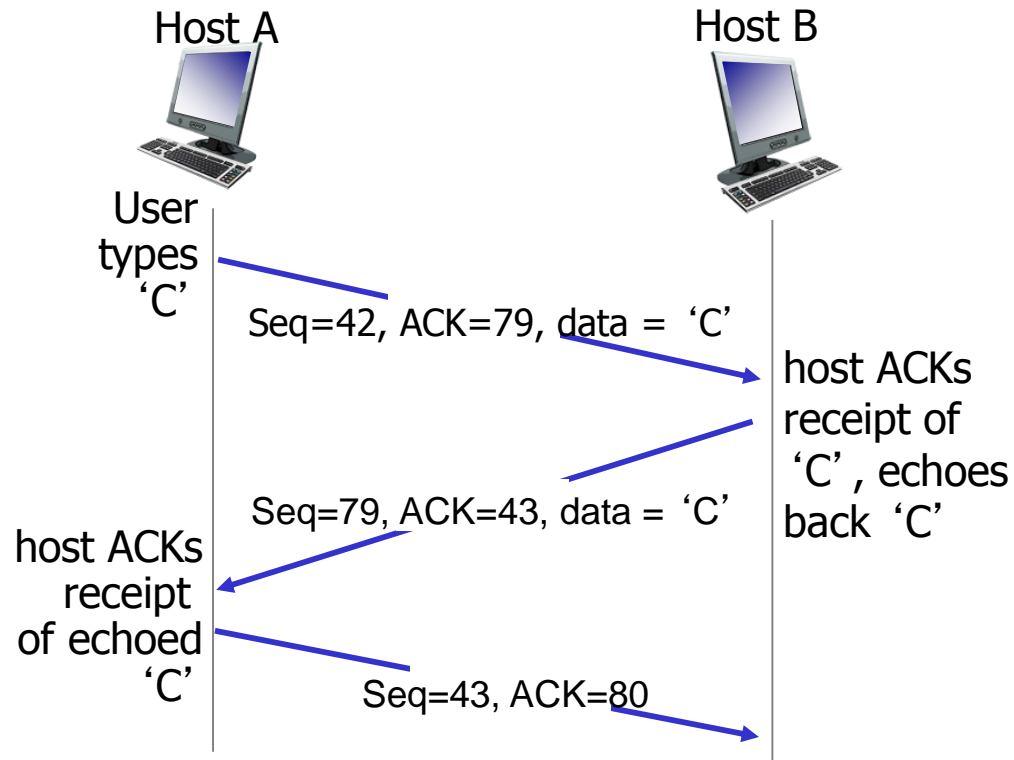 Host A
Host B
User
types
‘C’
Seq=42, ACK=79, data = ‘C’
host ACKs
receipt of
‘C’, echoes
back ‘C’
Seq=79, ACK=43, data = ‘C’
host ACKs
receipt
of echoed
‘C’
Seq=43, ACK=80